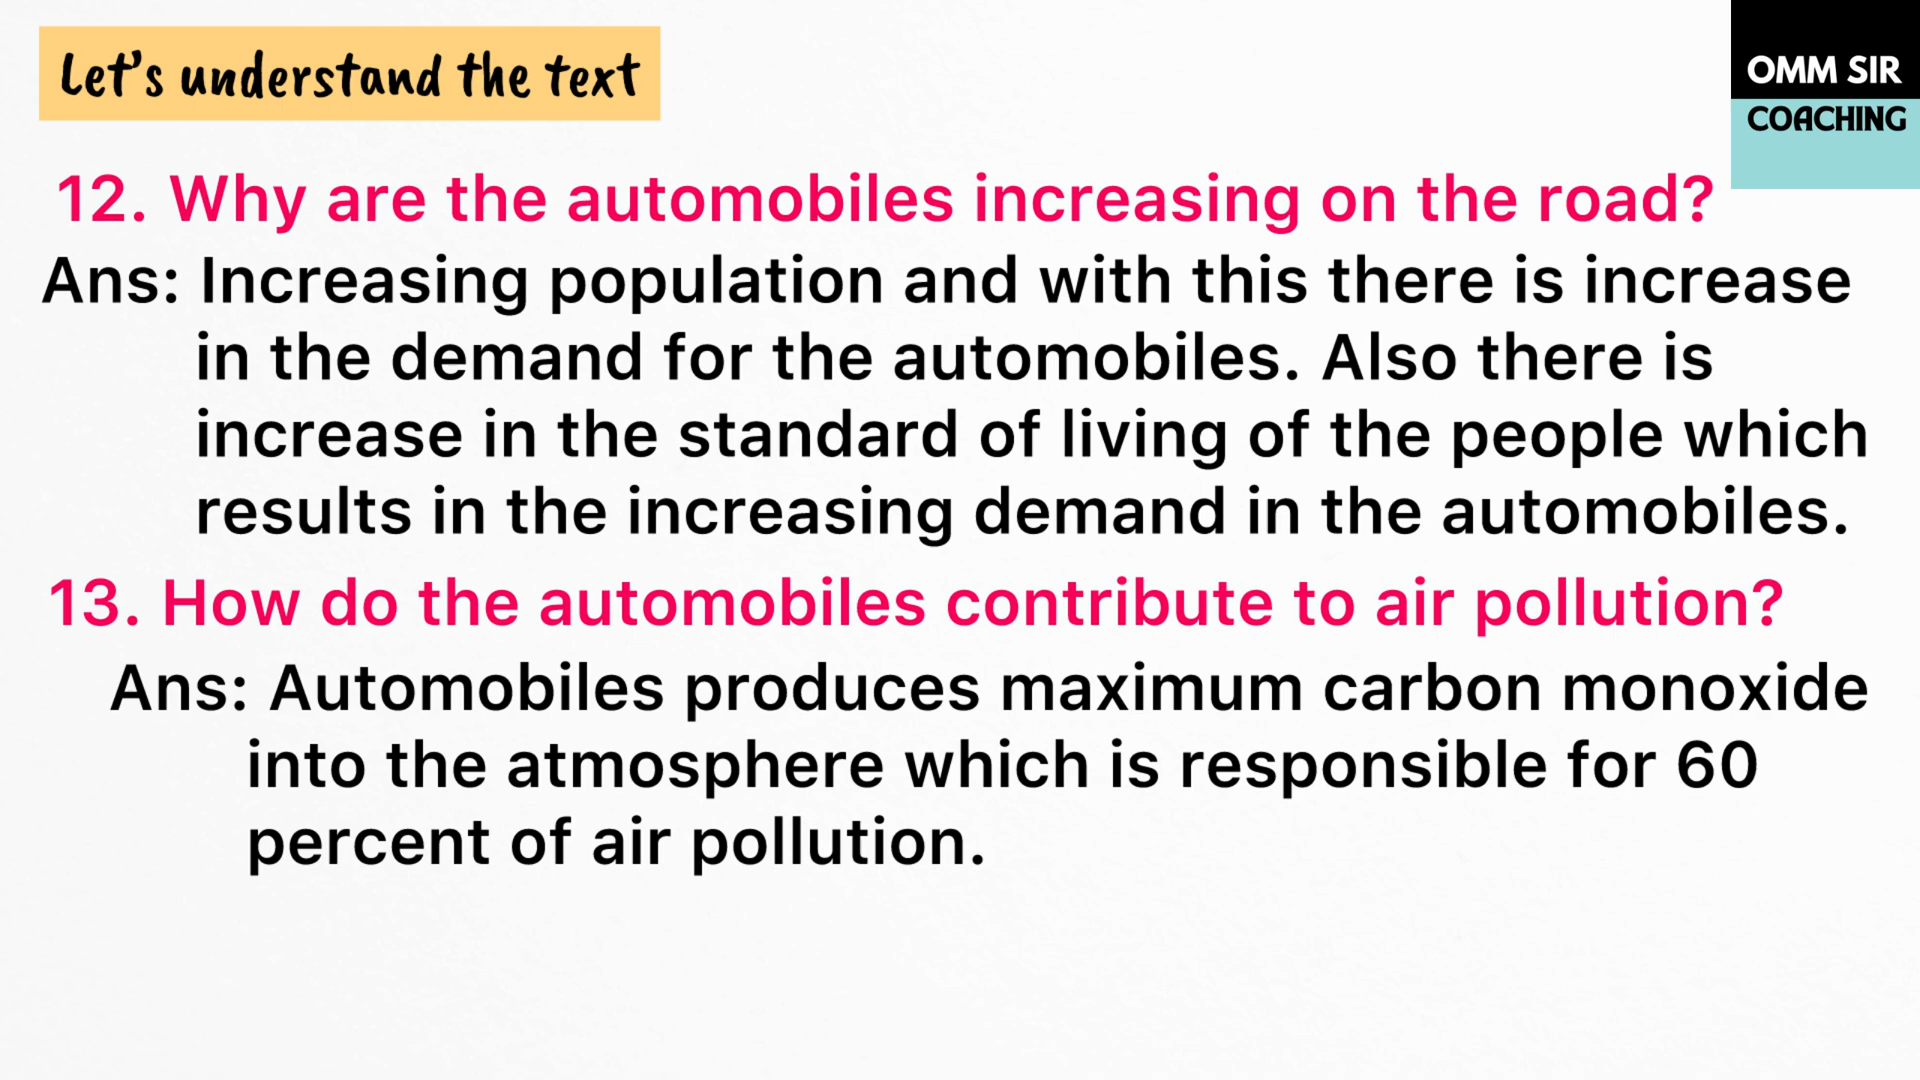 Let's understand the text
OMM SIR
COACHING
12. Why are the automobiles increasing on the road?
Ans: Increasing population and with this there is increase
in the demand for the automobiles. Also there is
increase in the standard of living of the people which
results in the increasing demand in the automobiles.
13. How do the automobiles contribute to air pollution?
Ans: Automobiles produces maximum carbon monoxide
into the atmosphere which is responsible for 60
percent of air pollution.